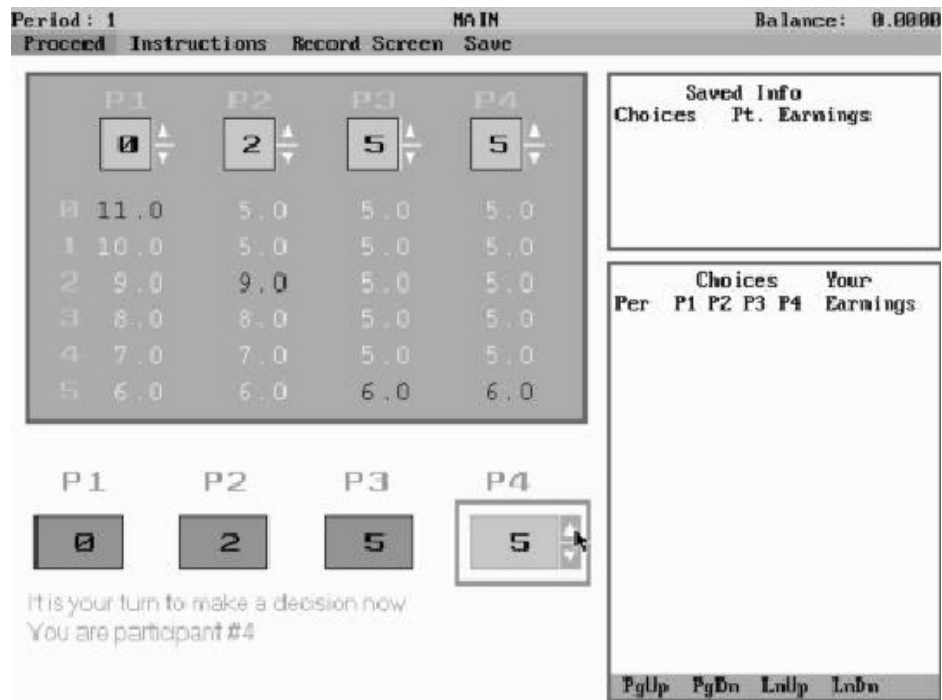 Period: 1 MAIN Balance: 0.0000
Proceed Instructions Record Screen Save
P1 P2 P3 P4
0 2 5 5
0 11.0 5.0 5.0 5.0
1 10.0 5.0 5.0 5.0
2 9.0 9.0 5.0 5.0
3 8.0 8.0 5.0 5.0
4 7.0 7.0 5.0 5.0
5 6.0 6.0 6.0 6.0
P1 P2 P3 P4
0 2 5 5
It is your turn to make a decision now
You are participant #4
Saved Info
Choices Pt. Earnings
Choices Your
Per P1 P2 P3 P4 Earnings
PgUp PgDn LnUp LnDn